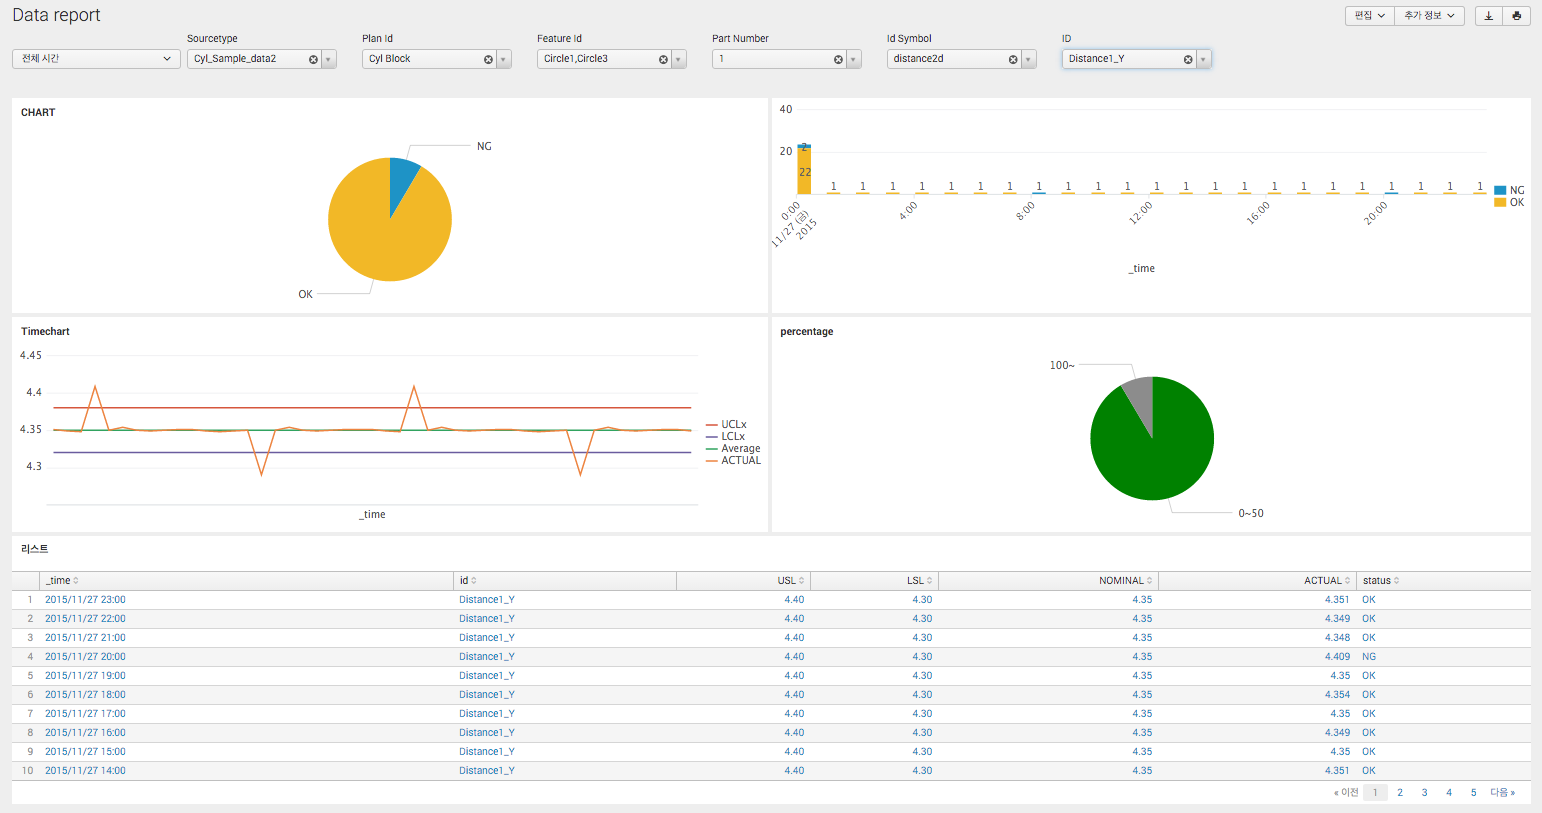 Data report
편집
추가 정보
Sourcetype
Plan Id
Feature Id
Part Number
Id Symbol
ID
전체 시간
Cyl_Sample_data2
Cyl Block
Circle1,Circle3
1
distance2d
Distance1_Y
CHART
NG
OK
40
20
2
22
1 1 1 1 1 1 1 1 1 1 1 1 1 1 1 1 1 1 1 1 1 1 1
NG
OK
0:00
11/27 (금)
2015
4:00
8:00
12:00
16:00
20:00
_time
Timechart
4.45
4.4
4.35
4.3
UCLx
LCLx
Average
ACTUAL
_time
percentage
100~
0~50
리스트
_time id USL LSL NOMINAL ACTUAL status
1 2015/11/27 23:00 Distance1_Y 4.40 4.30 4.35 4.351 OK
2 2015/11/27 22:00 Distance1_Y 4.40 4.30 4.35 4.349 OK
3 2015/11/27 21:00 Distance1_Y 4.40 4.30 4.35 4.348 OK
4 2015/11/27 20:00 Distance1_Y 4.40 4.30 4.35 4.409 NG
5 2015/11/27 19:00 Distance1_Y 4.40 4.30 4.35 4.35 OK
6 2015/11/27 18:00 Distance1_Y 4.40 4.30 4.35 4.354 OK
7 2015/11/27 17:00 Distance1_Y 4.40 4.30 4.35 4.35 OK
8 2015/11/27 16:00 Distance1_Y 4.40 4.30 4.35 4.349 OK
9 2015/11/27 15:00 Distance1_Y 4.40 4.30 4.35 4.35 OK
10 2015/11/27 14:00 Distance1_Y 4.40 4.30 4.35 4.351 OK
« 이전 1 2 3 4 5 다음 »